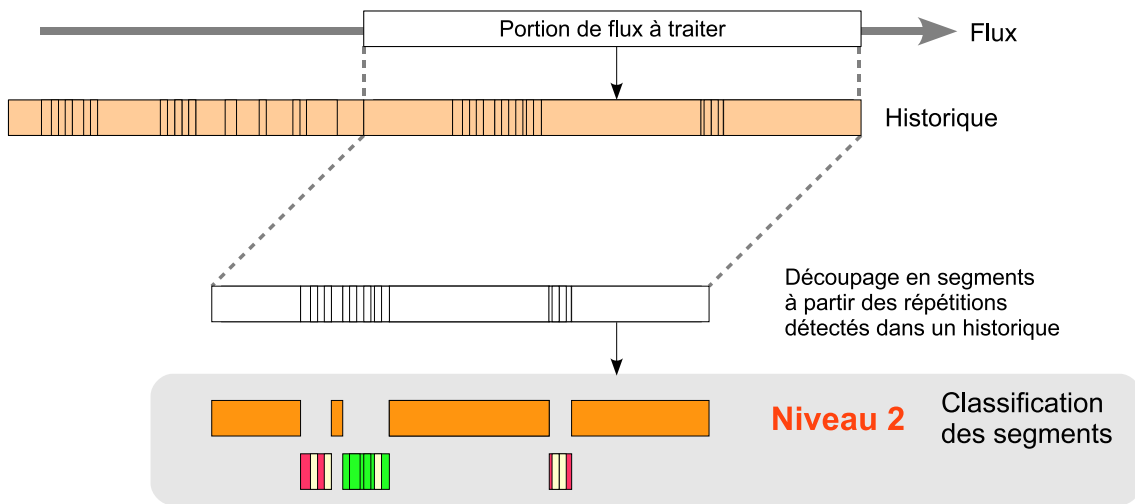 Portion de flux à traiter
Flux
Historique
Découpage en segments
à partir des répétitions
détectés dans un historique
Niveau 2
Classification
des segments